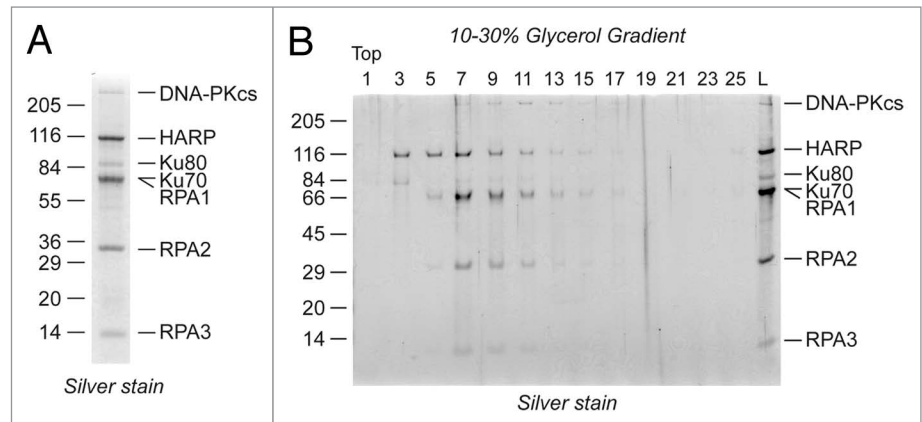 A
205
116
84
55
36
29
20
14
DNA-PKcs
HARP
Ku80
Ku70
RPA1
RPA2
RPA3
Silver stain
B
10-30% Glycerol Gradient
Top
1 3 5 7 9 11 13 15 17 19 21 23 25 L
205
116
84
66
45
29
20
14
DNA-PKcs
HARP
Ku80
Ku70
RPA1
RPA2
RPA3
Silver stain